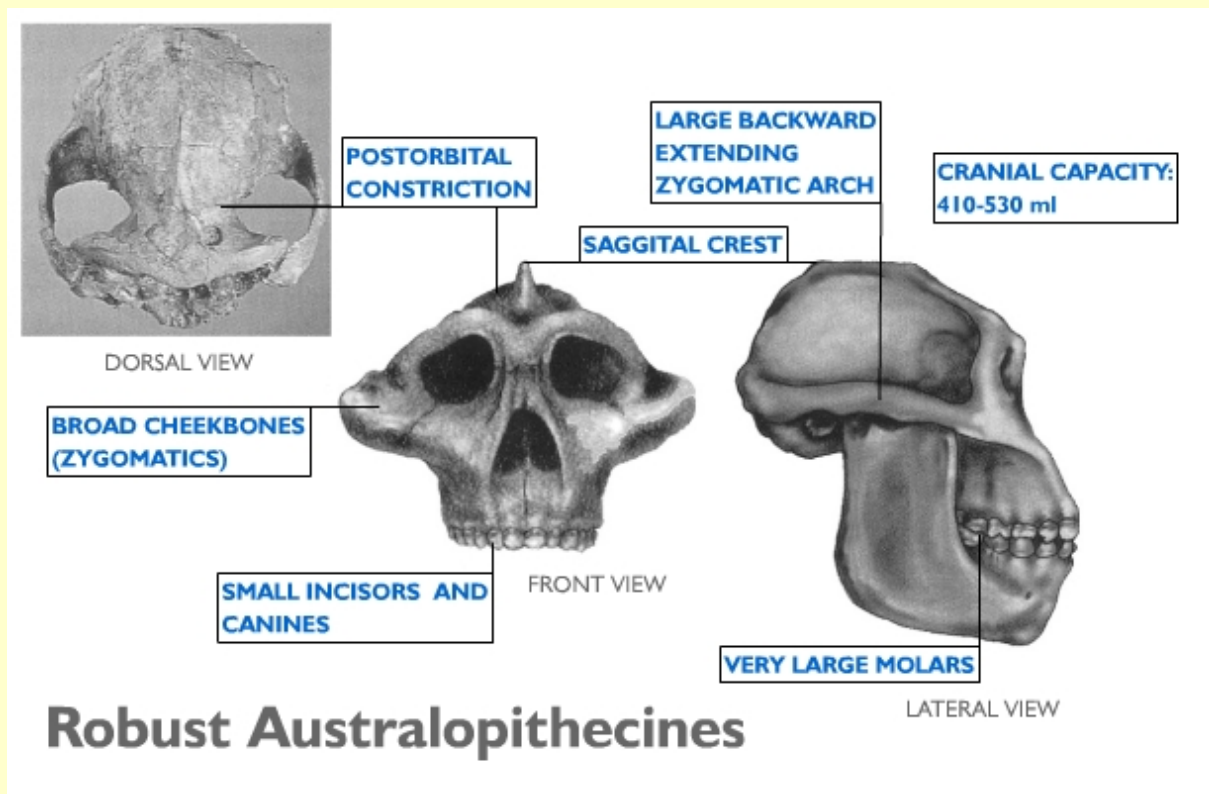 POSTORBITAL
CONSTRICTION
LARGE BACKWARD
EXTENDING
ZYGOMATIC ARCH
CRANIAL CAPACITY:
410-530 ml
SAGGITAL CREST
DORSAL VIEW
BROAD CHEEKBONES
(ZYGOMATICS)
SMALL INCISORS AND
CANINES
FRONT VIEW
VERY LARGE MOLARS
LATERAL VIEW
Robust Australopithecines